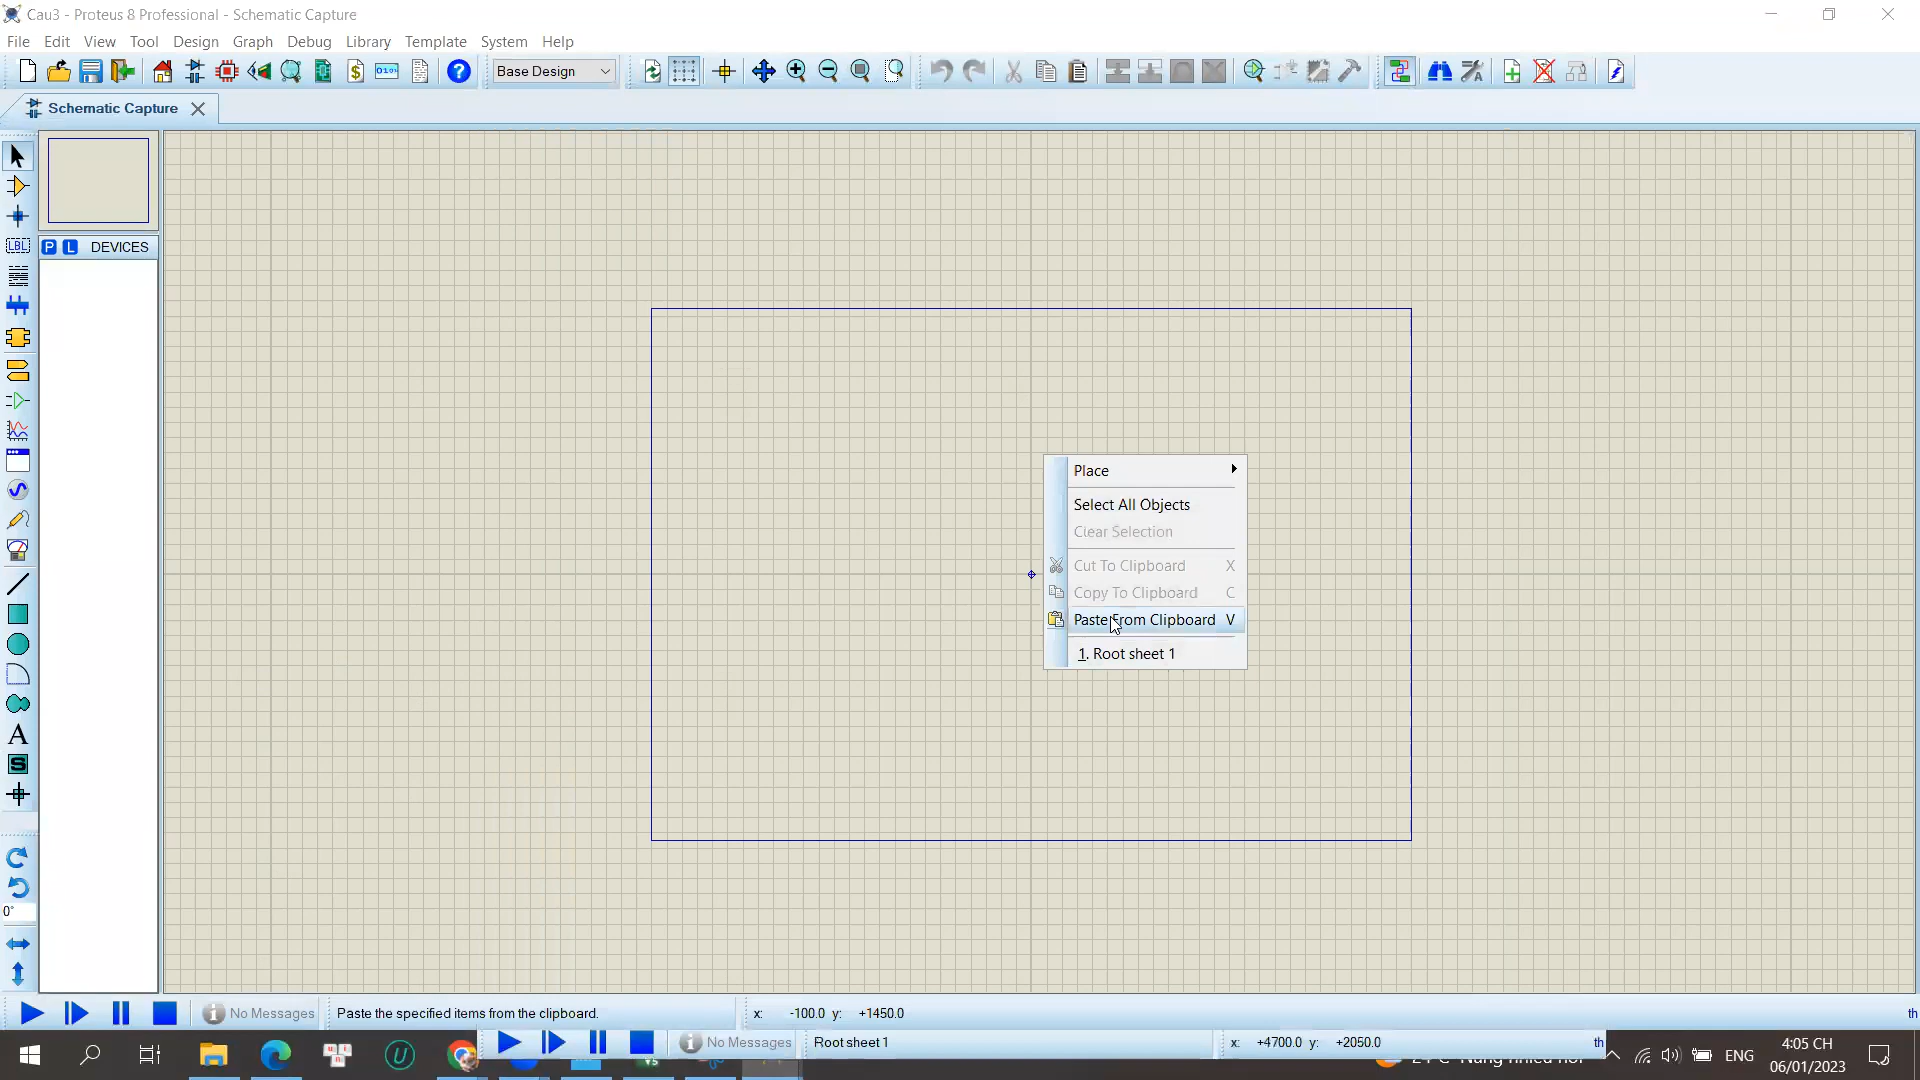 Cau3 - Proteus 8 Professional - Schematic Capture
File Edit View Tool Design Graph Debug Library Template System Help
Base Design
Schematic Capture
P L DEVICES
LBL
Place
Select All Objects
Clear Selection
Cut To Clipboard X
Copy To Clipboard C
Paste From Clipboard V
1. Root sheet 1
A
S
0°
No Messages Paste the specified items from the clipboard. x: -100.0 y: +1450.0 th
No Messages Root sheet 1 x: +4700.0 y: +2050.0 th
ENG
4:05 CH
06/01/2023